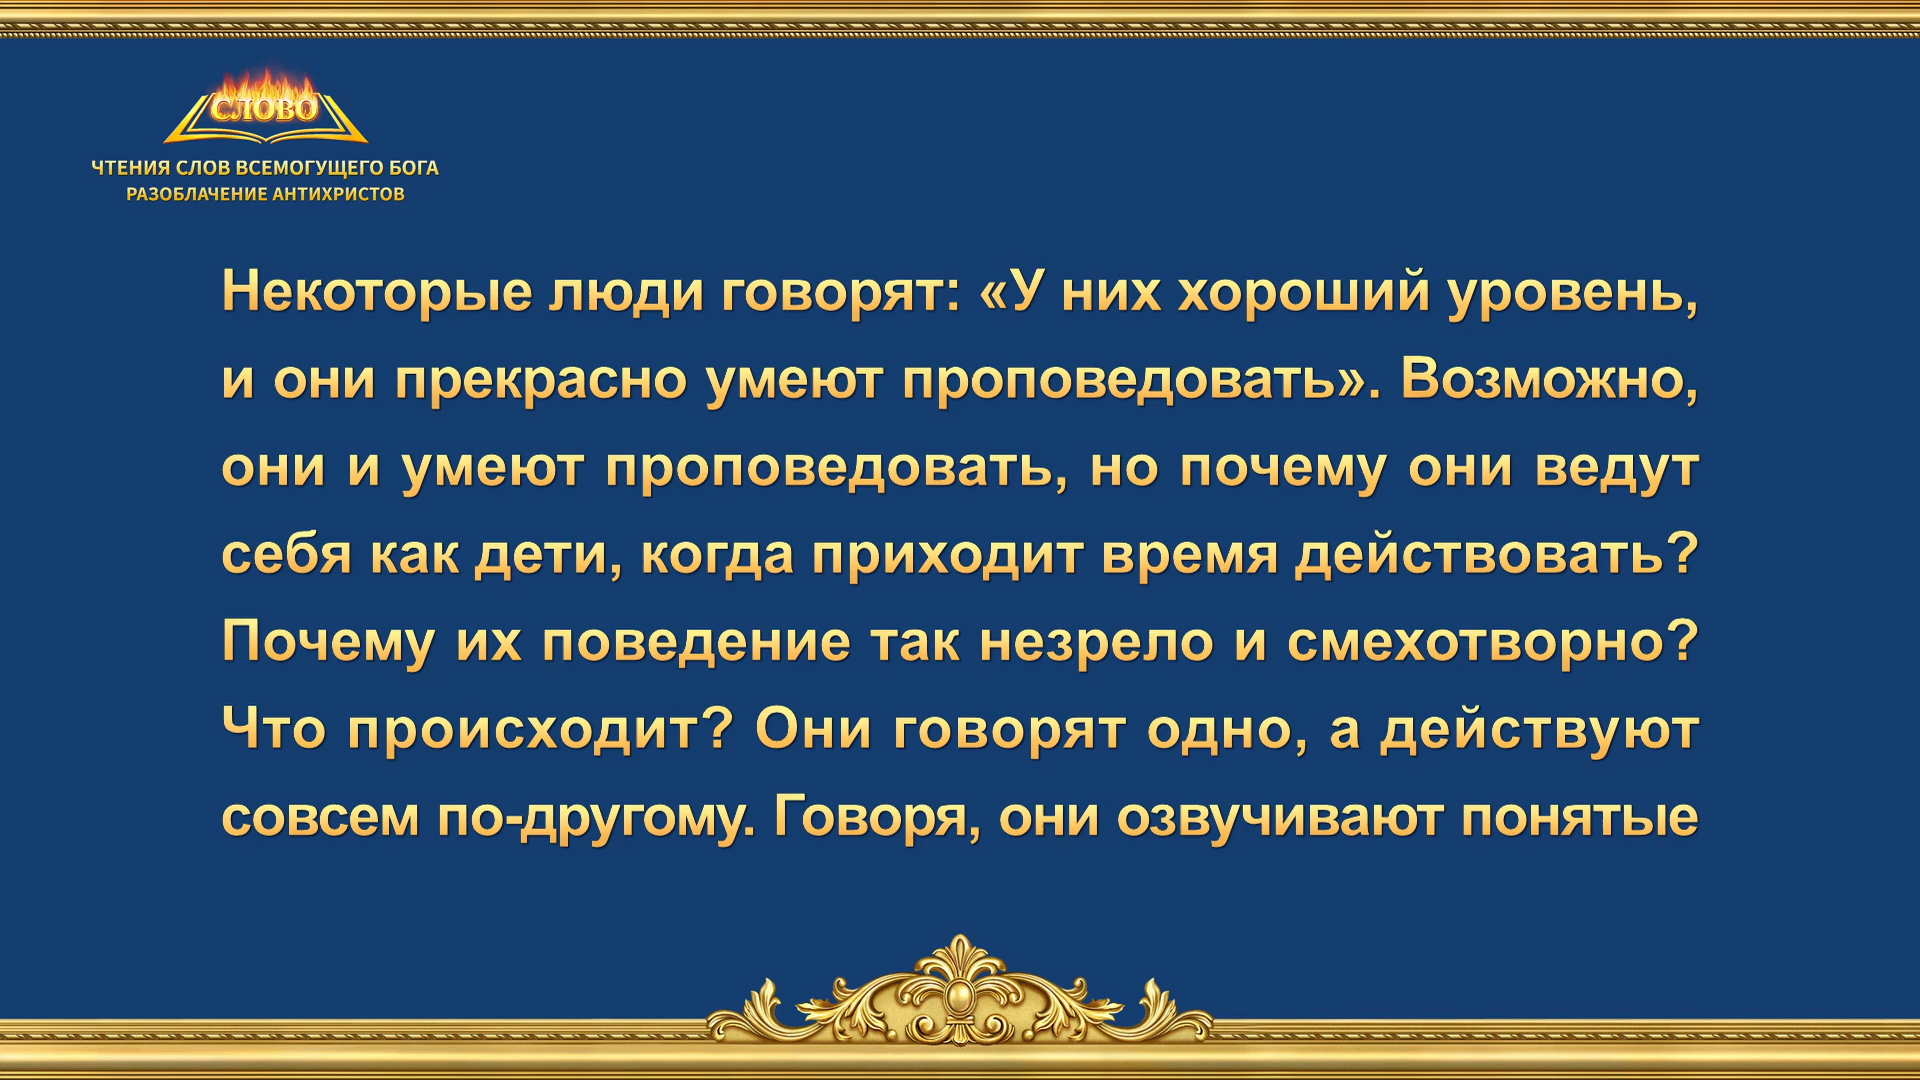 СЛОВО
ЧТЕНИЯ СЛОВ ВСЕМОГУЩЕГО БОГА
РАЗОБЛАЧЕНИЕ АНТИХРИСТОВ
Некоторые люди говорят: «У них хороший уровень,
и они прекрасно умеют проповедовать». Возможно,
они и умеют проповедовать, но почему они ведут
себя как дети, когда приходит время действовать?
Почему их поведение так незрело и смехотворно?
Что происходит? Они говорят одно, а действуют
совсем по-другому. Говоря, они озвучивают понятые